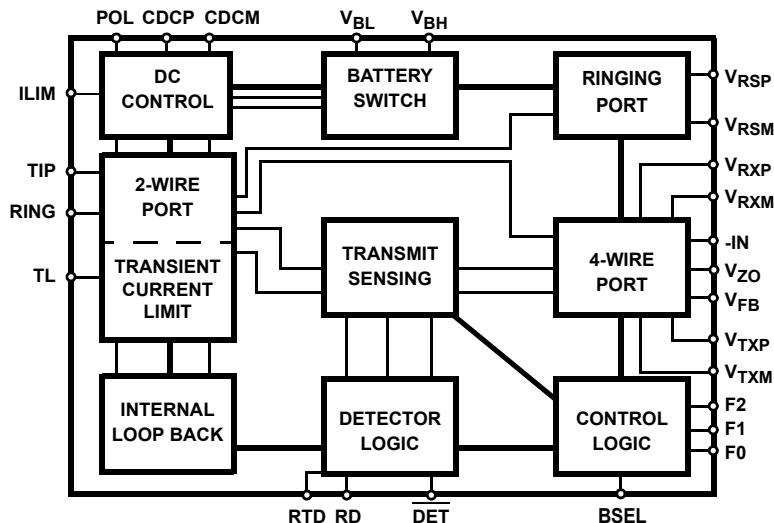 POL CDCP CDCM VBL VBH
DC
CONTROL
BATTERY
SWITCH
RINGING
PORT
ILIM
VRSP
VRSM
TIP
RING
TL
2-WIRE
PORT
TRANSIENT
CURRENT
LIMIT
TRANSMIT
SENSING
4-WIRE
PORT
VRXP
VRXM
-IN
VZO
VFB
VTXP
VTXM
INTERNAL
LOOP BACK
DETECTOR
LOGIC
CONTROL
LOGIC
F2
F1
F0
RTD RD DET BSEL